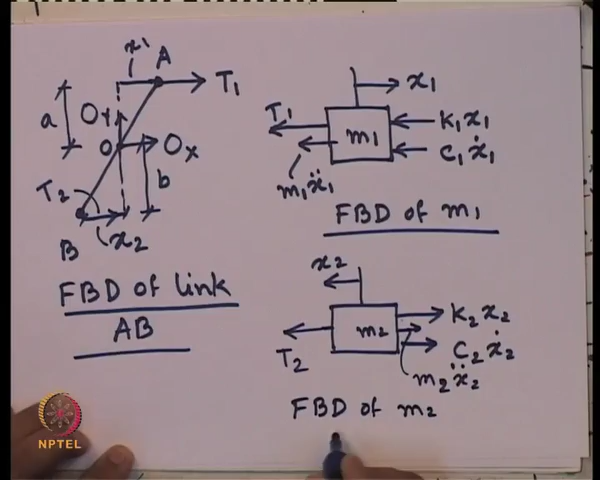 x1
A
T1
a
Oy
O
Ox
b
T2
B
x2
FBD of link
AB
x1
T1
m1
K1x1
C1ẋ1
m1ẍ1
FBD of m1
x2
m2
K2x2
C2ẋ2
T2
m2ẍ2
FBD of m2
NPTEL